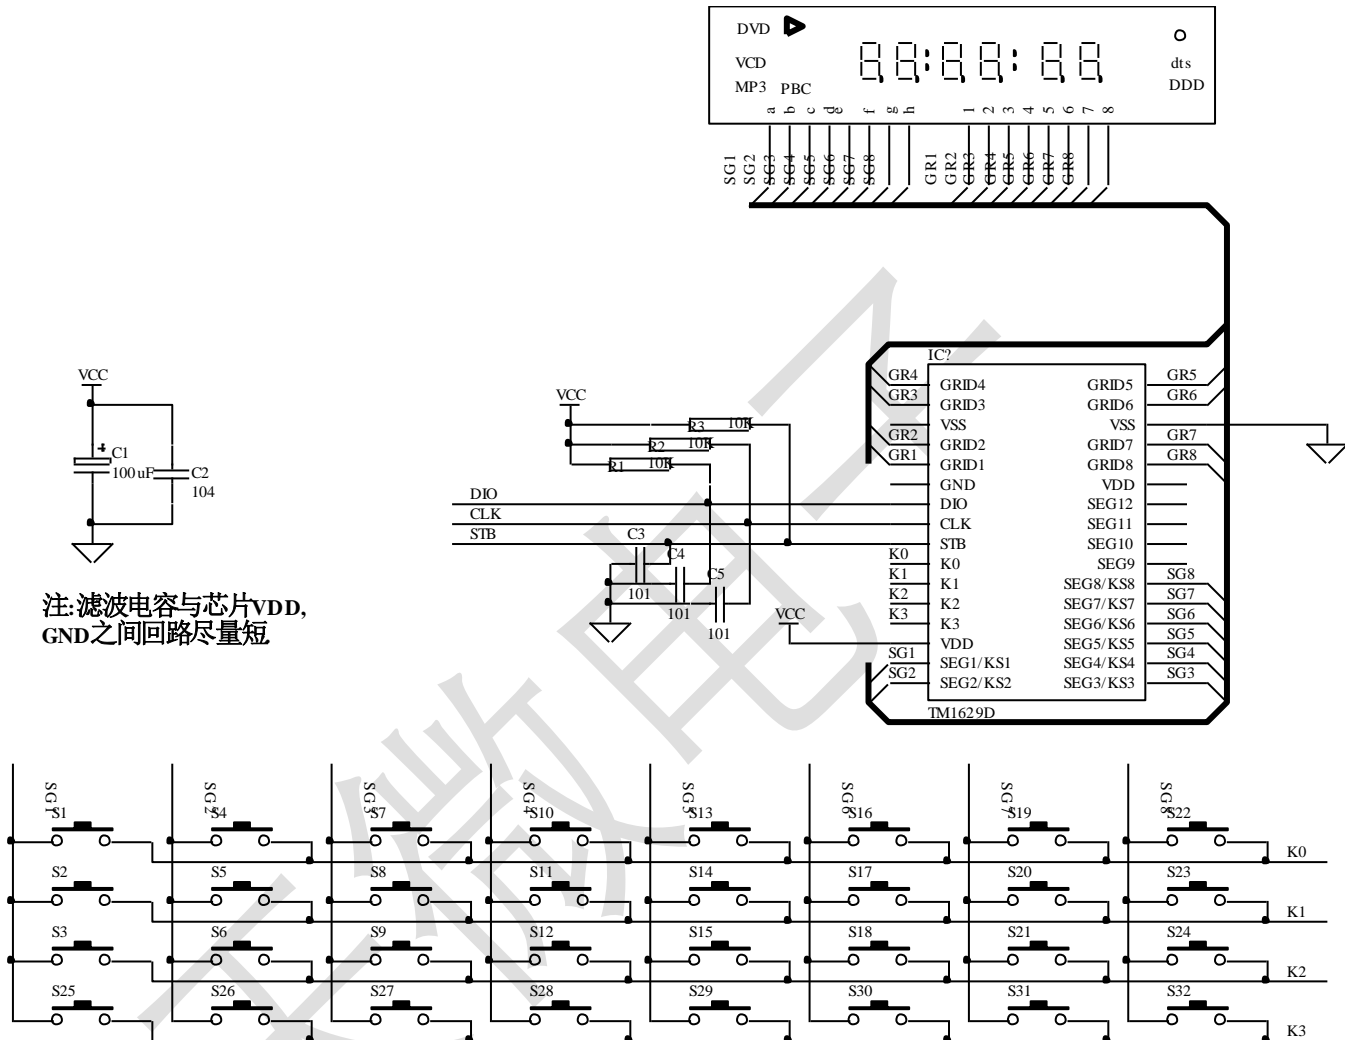 DVD
VCD
MP3 PBC
dts
DDD
a b c d e f g h 1 2 3 4 5 6 7 8
SG1 SG2 SG3 SG4 SG5 SG6 SG7 SG8 GR1 GR2 GR3 GR4 GR5 GR6 GR7 GR8
VCC
C1
100uF
C2
104
注:滤波电容与芯片VDD,
GND之间回路尽量短
VCC
R3 10K
R2 10K
R1 10K
DIO
CLK
STB
C3
101
C4
101
C5
101
VCC
IC?
GR4 GRID4 GRID5 GR5
GR3 GRID3 GRID6 GR6
VSS VSS
GR2 GRID2 GRID7 GR7
GR1 GRID1 GRID8 GR8
GND VDD
DIO SEG12
CLK SEG11
STB SEG10
K0 K0 SEG9
K1 K1 SEG8/KS8 SG8
K2 K2 SEG7/KS7 SG7
K3 K3 SEG6/KS6 SG6
VDD SEG5/KS5 SG5
SG1 SEG1/KS1 SEG4/KS4 SG4
SG2 SEG2/KS2 SEG3/KS3 SG3
TM1629D
SG1 SG2 SG3 SG4 SG5 SG6 SG7 SG8
S1 S4 S7 S10 S13 S16 S19 S22
K0
S2 S5 S8 S11 S14 S17 S20 S23
K1
S3 S6 S9 S12 S15 S18 S21 S24
K2
S25 S26 S27 S28 S29 S30 S31 S32
K3
天微电子